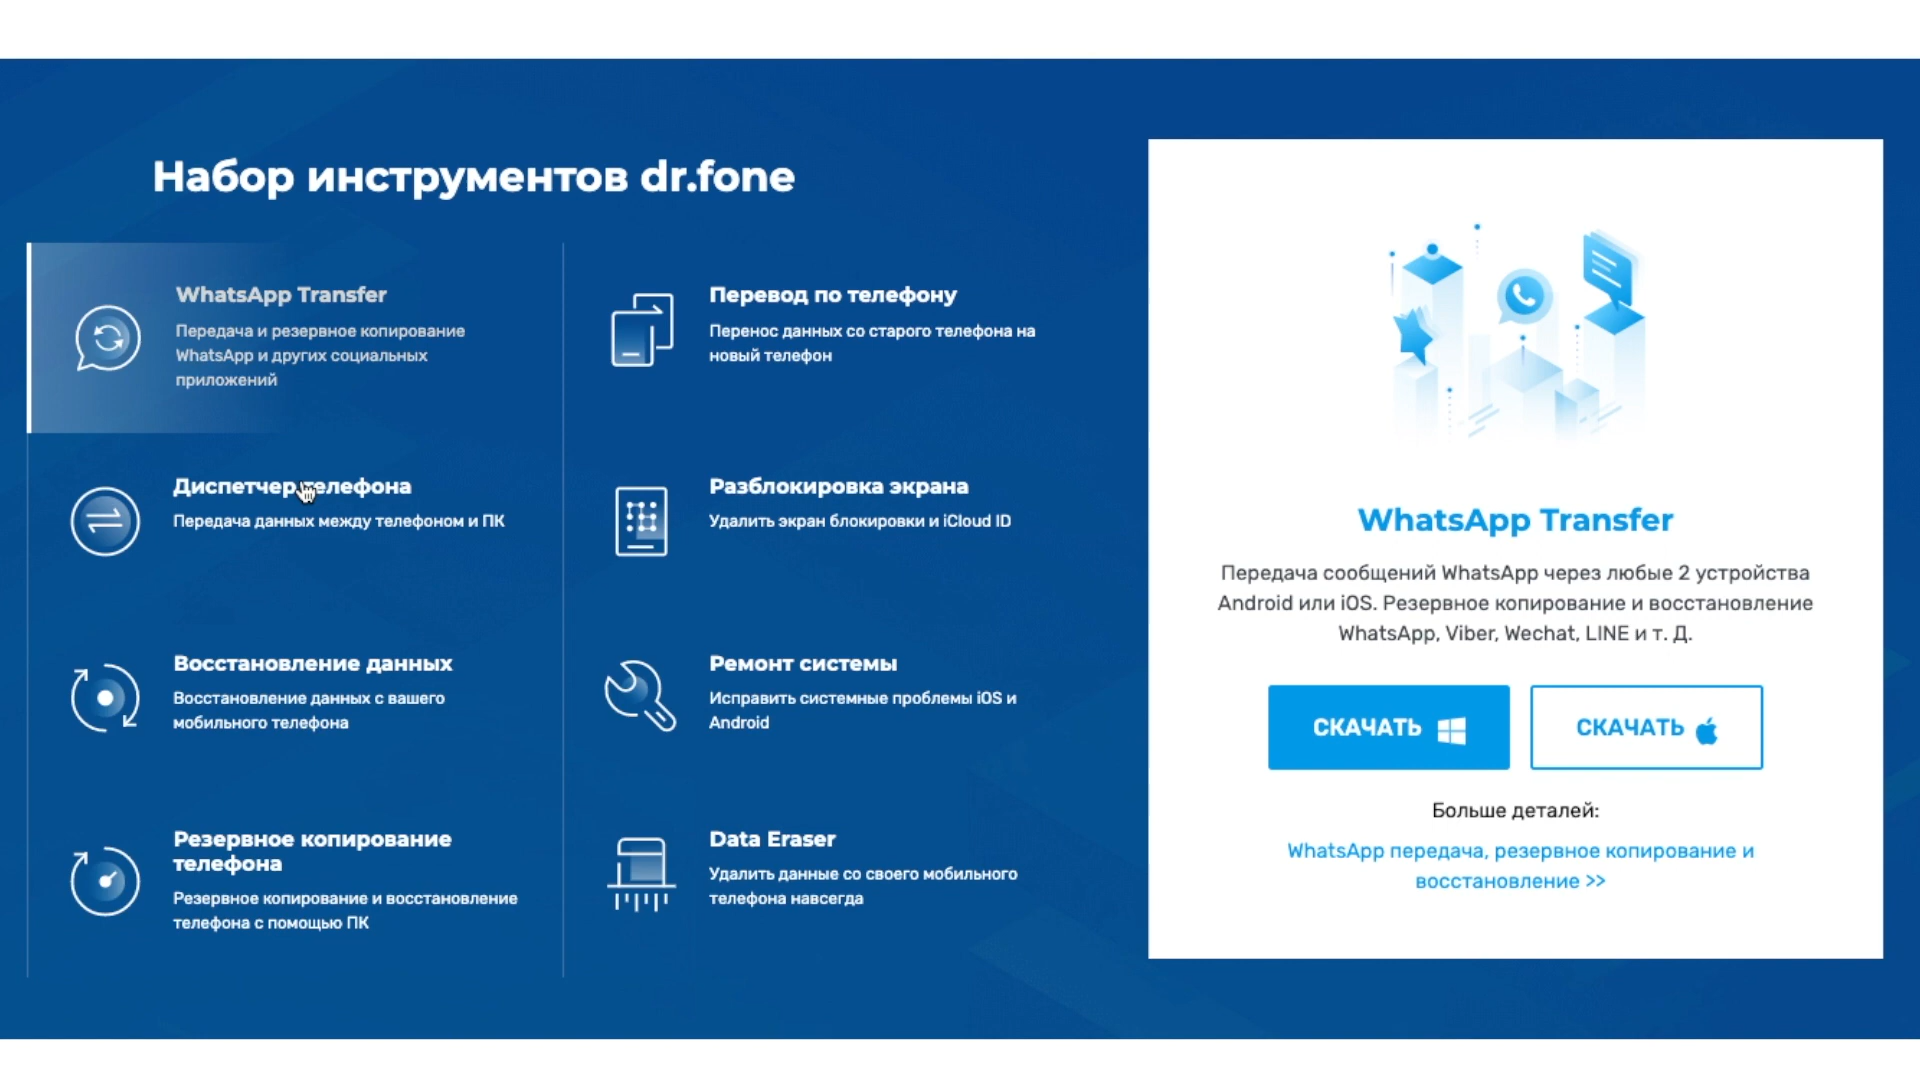 Набор инструментов dr.fone
WhatsApp Transfer
Передача и резервное копирование
WhatsApp и других социальных
приложений
Диспетчер телефона
Передача данных между телефоном и ПК
Восстановление данных
Восстановление данных с вашего
мобильного телефона
Резервное копирование
телефона
Резервное копирование и восстановление
телефона с помощью ПК
Перевод по телефону
Перенос данных со старого телефона на
новый телефон
Разблокировка экрана
Удалить экран блокировки и iCloud ID
Ремонт системы
Исправить системные проблемы iOS и
Android
Data Eraser
Удалить данные со своего мобильного
телефона навсегда
WhatsApp Transfer
Передача сообщений WhatsApp через любые 2 устройства
Android или iOS. Резервное копирование и восстановление
WhatsApp, Viber, Wechat, LINE и т. Д.
СКАЧАТЬ
СКАЧАТЬ
Больше деталей:
WhatsApp передача, резервное копирование и
восстановление >>